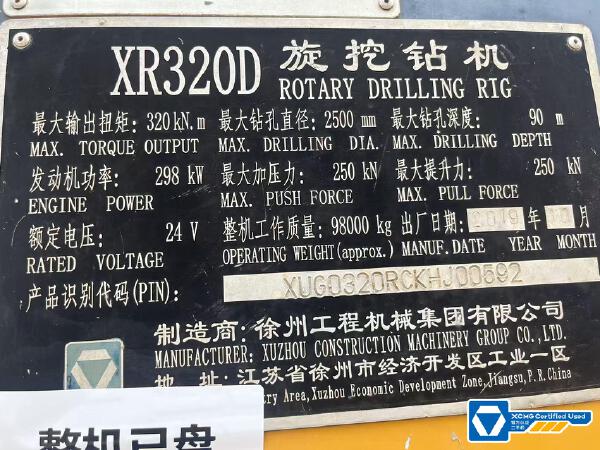 XR320D 旋挖钻机
ROTARY DRILLING RIG
最大输出扭矩: 320 kN.m 最大钻孔直径: 2500 mm 最大钻孔深度: 90 m
MAX. TORQUE OUTPUT MAX. DRILLING DIA. MAX. DRILLING DEPTH
发动机功率: 298 kW 最大加压力: 250 kN 最大提升力: 250 kN
ENGINE POWER MAX. PUSH FORCE MAX. PULL FORCE
额定电压: 24 V 整机工作质量: 98000 kg 出厂日期: 2019 年 10 月
RATED VOLTAGE OPERATING WEIGHT(approx.) MANUF. DATE YEAR MONTH
产品识别代码(PIN): XUG0320RCKHJ00592
制造商: 徐州工程机械集团有限公司
MANUFACTURER: XUZHOU CONSTRUCTION MACHINERY GROUP CO.,LTD.
地 址: 江苏省徐州市经济开发区工业一区
Area, Xuzhou Economic Development Zone, Jiangsu, P.R.China
整机已盘
XCMG Certified Used